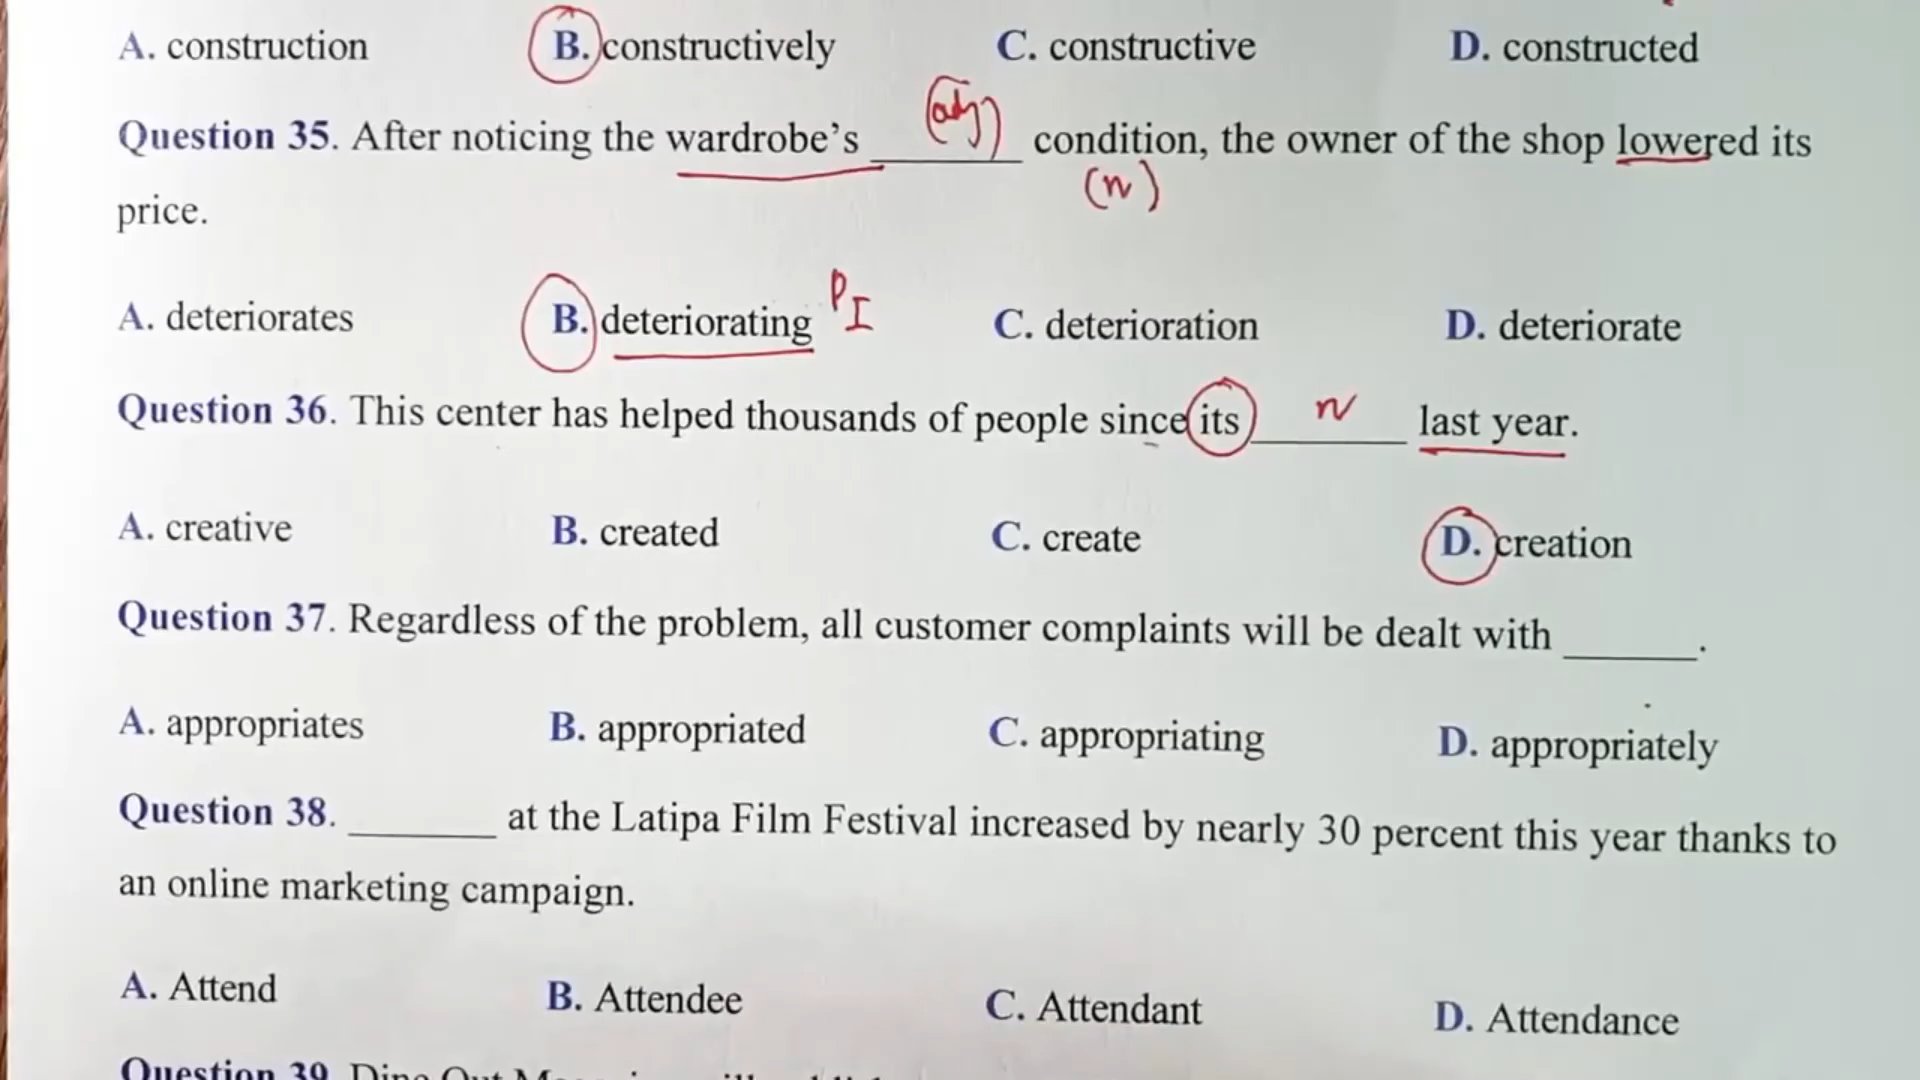 A. construction B. constructively C. constructive D. constructed
(adj)
Question 35. After noticing the wardrobe's _______ condition, the owner of the shop lowered its
(n)
price.
P I
A. deteriorates B. deteriorating C. deterioration D. deteriorate
n
Question 36. This center has helped thousands of people since its _______ last year.
A. creative B. created C. create D. creation
Question 37. Regardless of the problem, all customer complaints will be dealt with _______.
A. appropriates B. appropriated C. appropriating D. appropriately
Question 38. _______ at the Latipa Film Festival increased by nearly 30 percent this year thanks to
an online marketing campaign.
A. Attend B. Attendee C. Attendant D. Attendance
Question 39. Dine Out